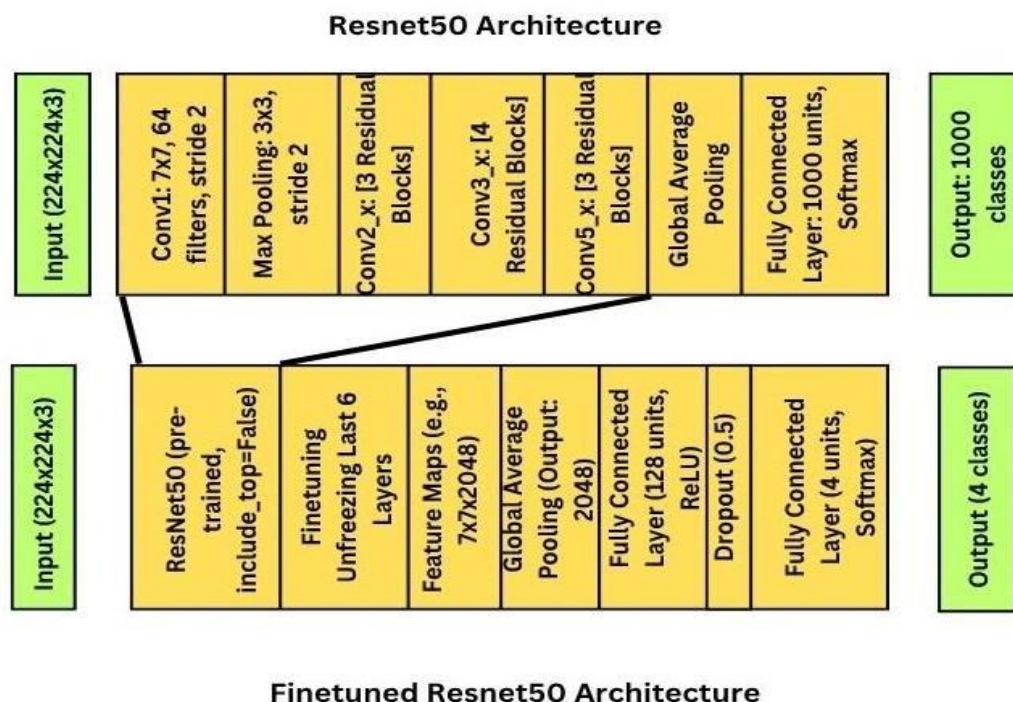 Resnet50 Architecture
Input (224x224x3)
Conv1: 7x7, 64
filters, stride 2
Max Pooling: 3x3,
stride 2
Conv2_x: [3 Residual
Blocks]
Conv3_x: [4
Residual Blocks]
Conv5_x: [3 Residual
Blocks]
Global Average
Pooling
Fully Connected
Layer: 1000 units,
Softmax
Output: 1000
classes
Input (224x224x3)
ResNet50 (pre-
trained,
include_top=False)
Finetuning
Unfreezing Last 6
Layers
Feature Maps (e.g.,
7x7x2048)
Global Average
Pooling (Output:
2048)
Fully Connected
Layer (128 units,
ReLU)
Dropout (0.5)
Fully Connected
Layer (4 units,
Softmax)
Output (4 classes)
Finetuned Resnet50 Architecture